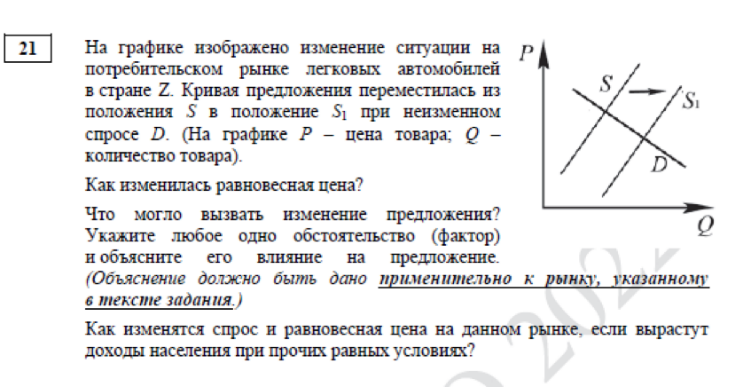 21
На графике изображено изменение ситуации на
потребительском рынке легковых автомобилей
в стране Z. Кривая предложения переместилась из
положения S в положение S₁ при неизменном
спросе D. (На графике P – цена товара; Q –
количество товара).
Как изменилась равновесная цена?
Что могло вызвать изменение предложения?
Укажите любое одно обстоятельство (фактор)
и объясните его влияние на предложение.
(Объяснение должно быть дано применительно к рынку, указанному
в тексте задания.)
Как изменятся спрос и равновесная цена на данном рынке, если вырастут
доходы населения при прочих равных условиях?
P
S
S₁
D
Q